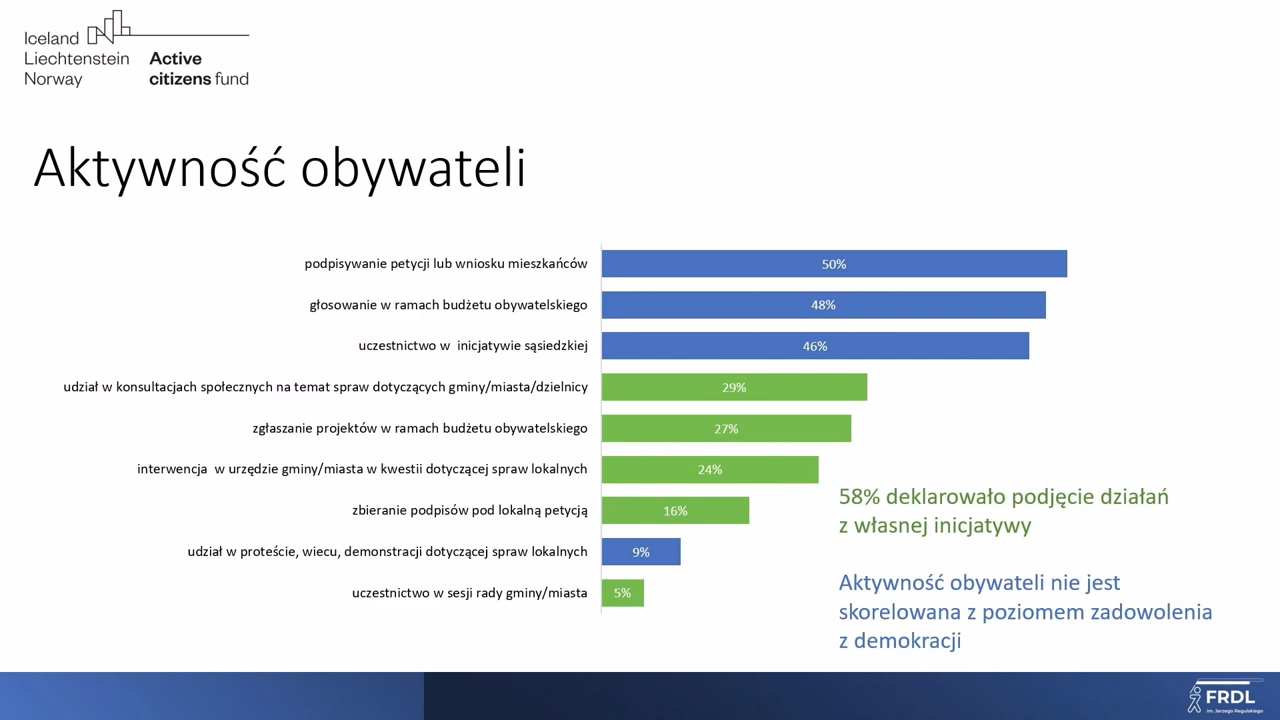 Iceland
Liechtenstein
Norway
Active
citizens fund
Aktywność obywateli
podpisywanie petycji lub wniosku mieszkańców 50%
głosowanie w ramach budżetu obywatelskiego 48%
uczestnictwo w inicjatywie sąsiedzkiej 46%
udział w konsultacjach społecznych na temat spraw dotyczących gminy/miasta/dzielnicy 29%
zgłaszanie projektów w ramach budżetu obywatelskiego 27%
interwencja w urzędzie gminy/miasta w kwestii dotyczącej spraw lokalnych 24%
zbieranie podpisów pod lokalną petycją 16%
udział w proteście, wiecu, demonstracji dotyczącej spraw lokalnych 9%
uczestnictwo w sesji rady gminy/miasta 5%
58% deklarowało podjęcie działań
z własnej inicjatywy
Aktywność obywateli nie jest
skorelowana z poziomem zadowolenia
z demokracji
FRDL
im. Jerzego Regulskiego